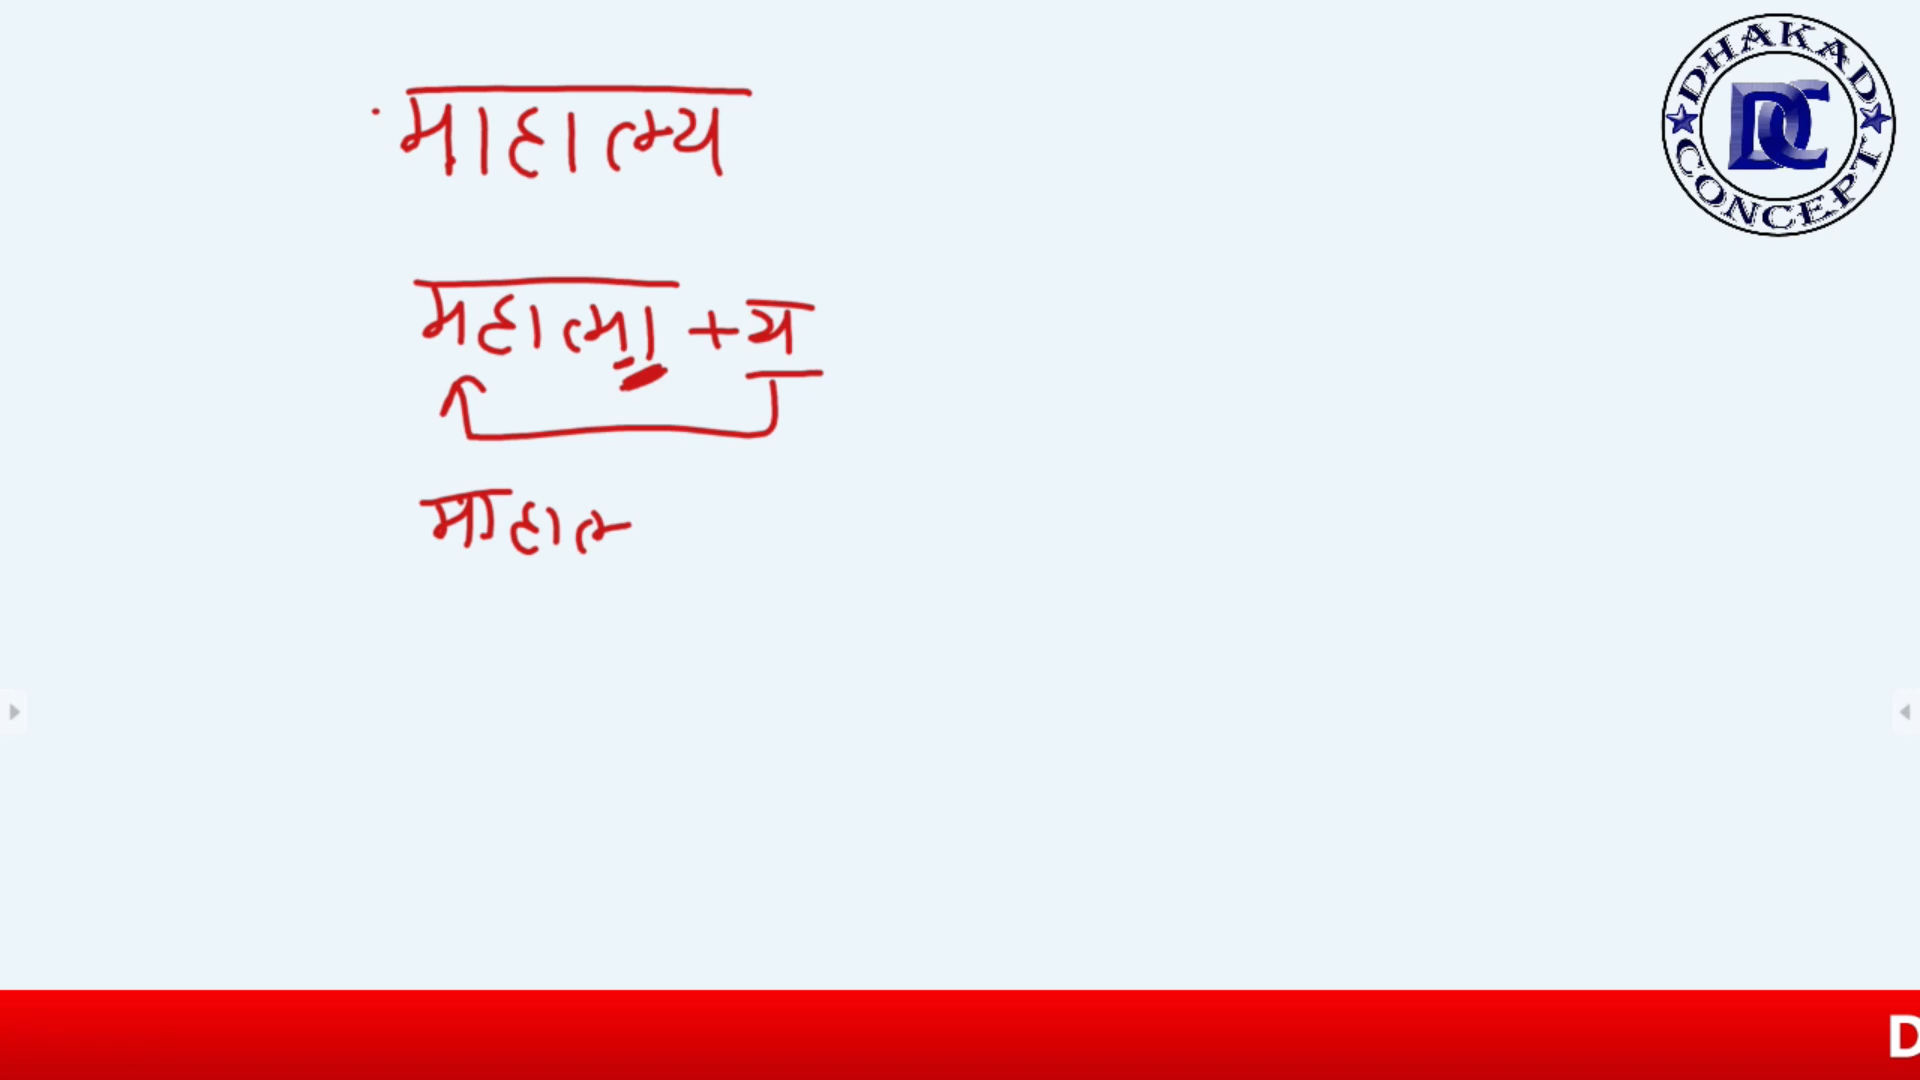 माहात्म्य
महात्मा + य
माहात्म
DHAKAD
DC
CONCEPT
D